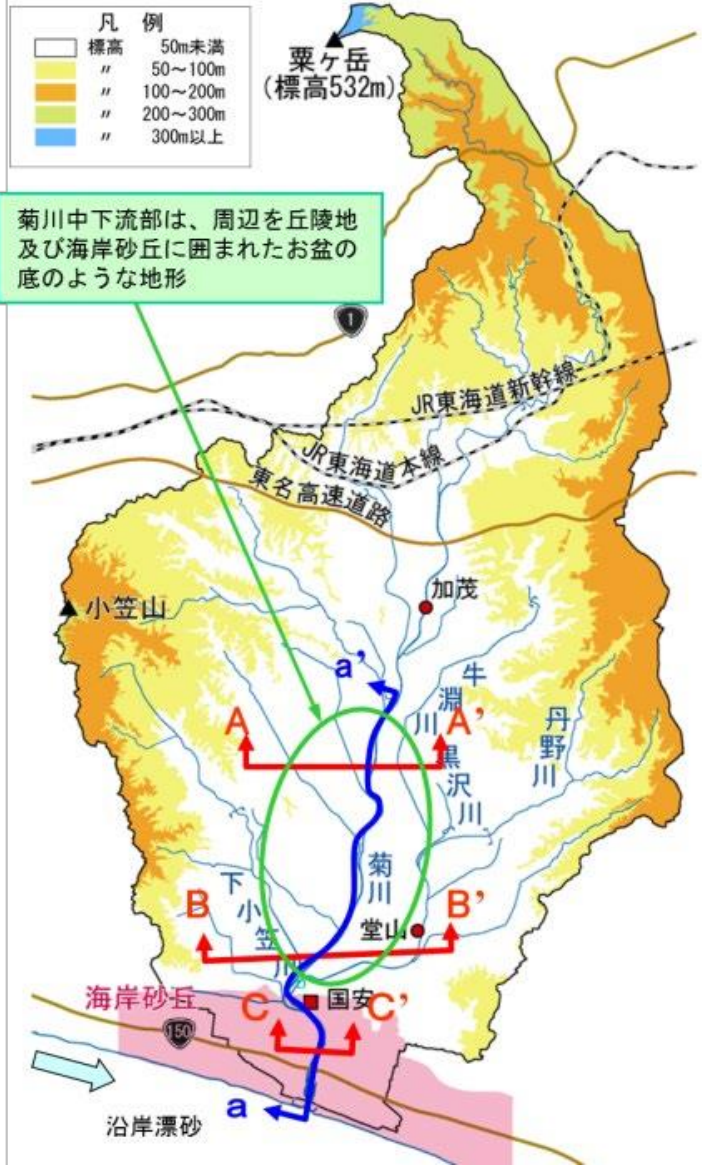 凡 例
標高 50m未満
〃 50～100m
〃 100～200m
〃 200～300m
〃 300m以上
粟ヶ岳
(標高532m)
菊川中下流部は、周辺を丘陵地
及び海岸砂丘に囲まれたお盆の
底のような地形
1
JR東海道新幹線
JR東海道本線
東名高速道路
加茂
小笠山
a’
牛淵川
A
A’
黒沢川
丹野川
菊川
下小笠川
B
B’
堂山
海岸砂丘
国安
C
C’
150
a
沿岸漂砂